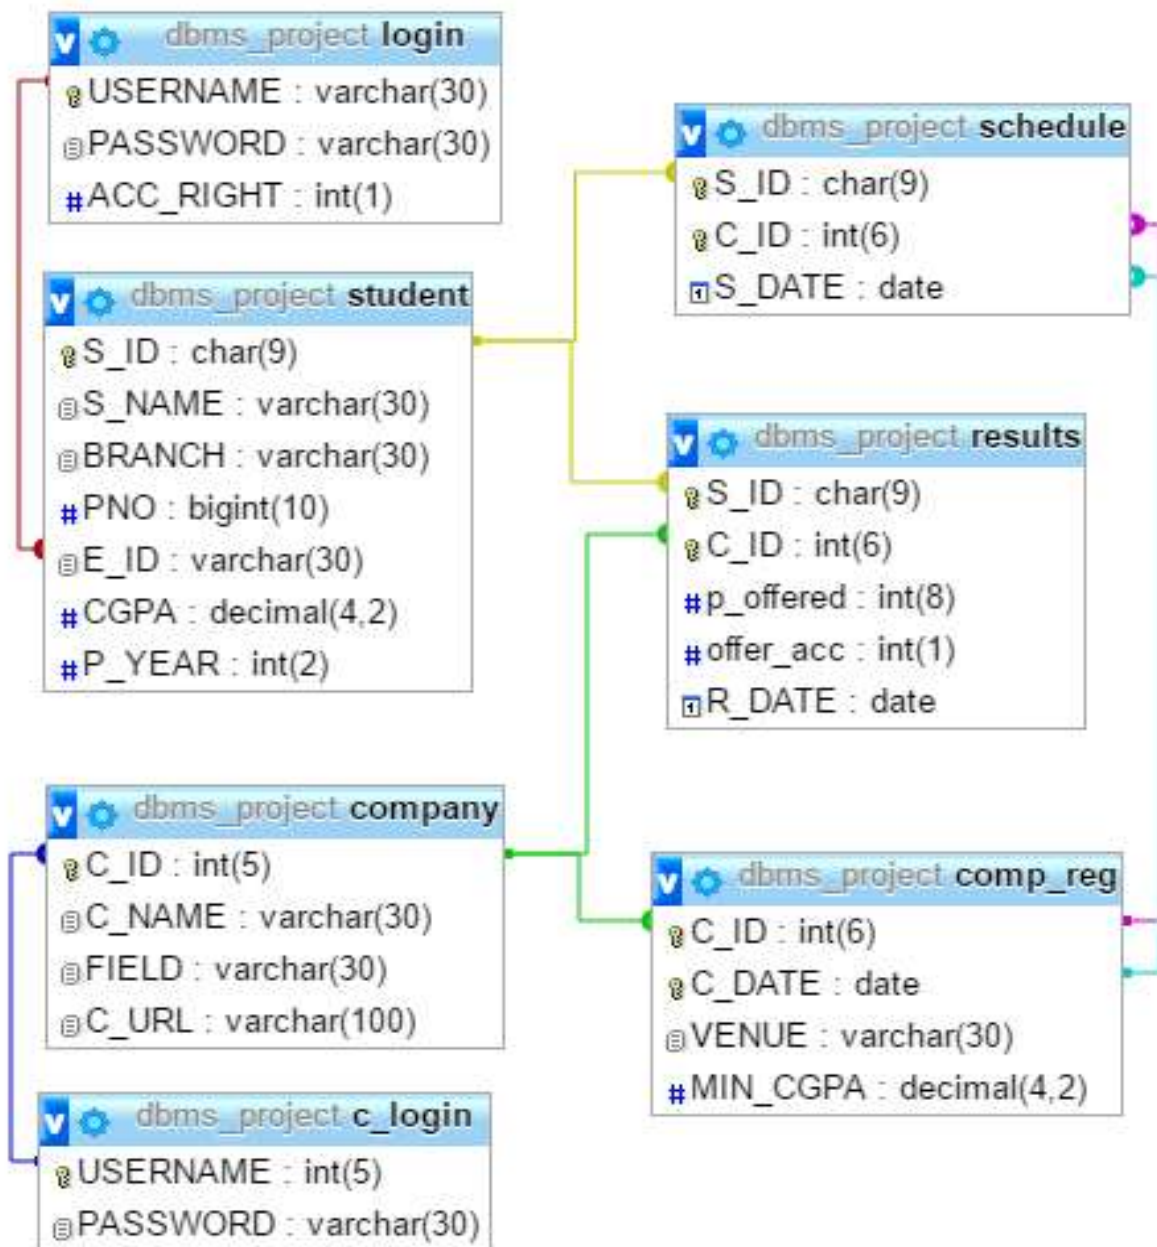 dbms_project login
USERNAME : varchar(30)
PASSWORD : varchar(30)
ACC_RIGHT : int(1)
dbms_project student
S_ID : char(9)
S_NAME : varchar(30)
BRANCH : varchar(30)
PNO : bigint(10)
E_ID : varchar(30)
CGPA : decimal(4,2)
P_YEAR : int(2)
dbms_project company
C_ID : int(5)
C_NAME : varchar(30)
FIELD : varchar(30)
C_URL : varchar(100)
dbms_project c_login
USERNAME : int(5)
PASSWORD : varchar(30)
dbms_project schedule
S_ID : char(9)
C_ID : int(6)
S_DATE : date
dbms_project results
S_ID : char(9)
C_ID : int(6)
p_offered : int(8)
offer_acc : int(1)
R_DATE : date
dbms_project comp_reg
C_ID : int(6)
C_DATE : date
VENUE : varchar(30)
MIN_CGPA : decimal(4,2)